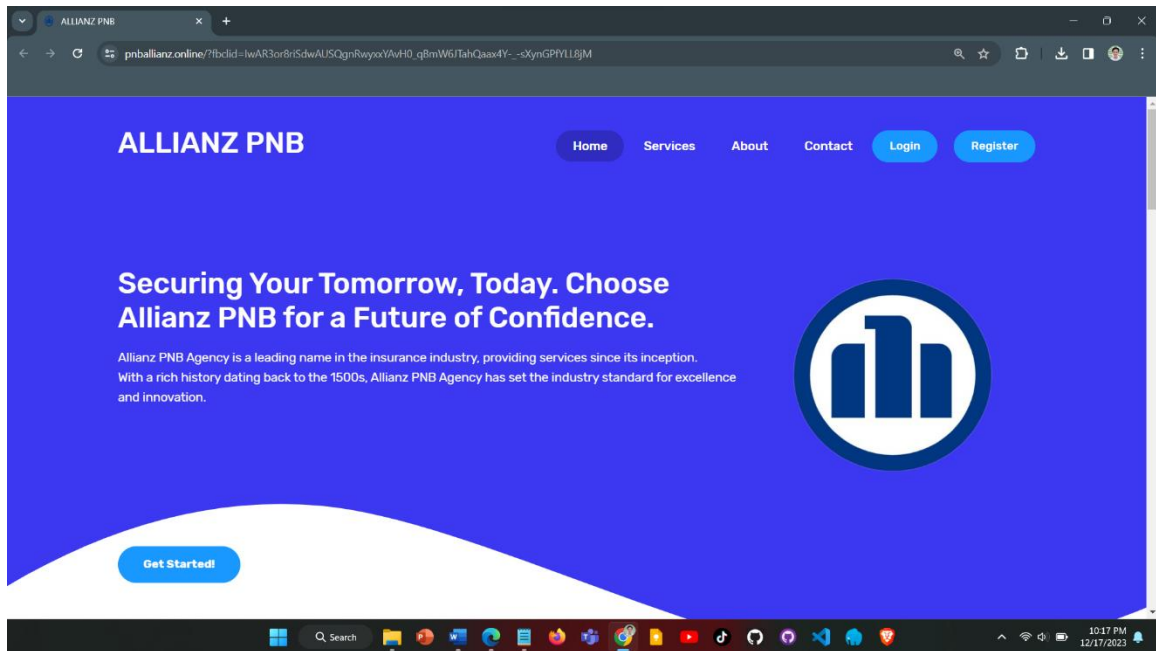 ALLIANZ PNB
pnballianz.online/?fbclid=IwAR3or8riSdwAUSQgnRwyxxYAvH0_qBmW6JTahQaax4Y-_-sXynGPfYLL8jM
ALLIANZ PNB
Home Services About Contact Login Register
Securing Your Tomorrow, Today. Choose
Allianz PNB for a Future of Confidence.
Allianz PNB Agency is a leading name in the insurance industry, providing services since its inception.
With a rich history dating back to the 1500s, Allianz PNB Agency has set the industry standard for excellence
and innovation.
Get Started!
Search
10:17 PM
12/17/2023